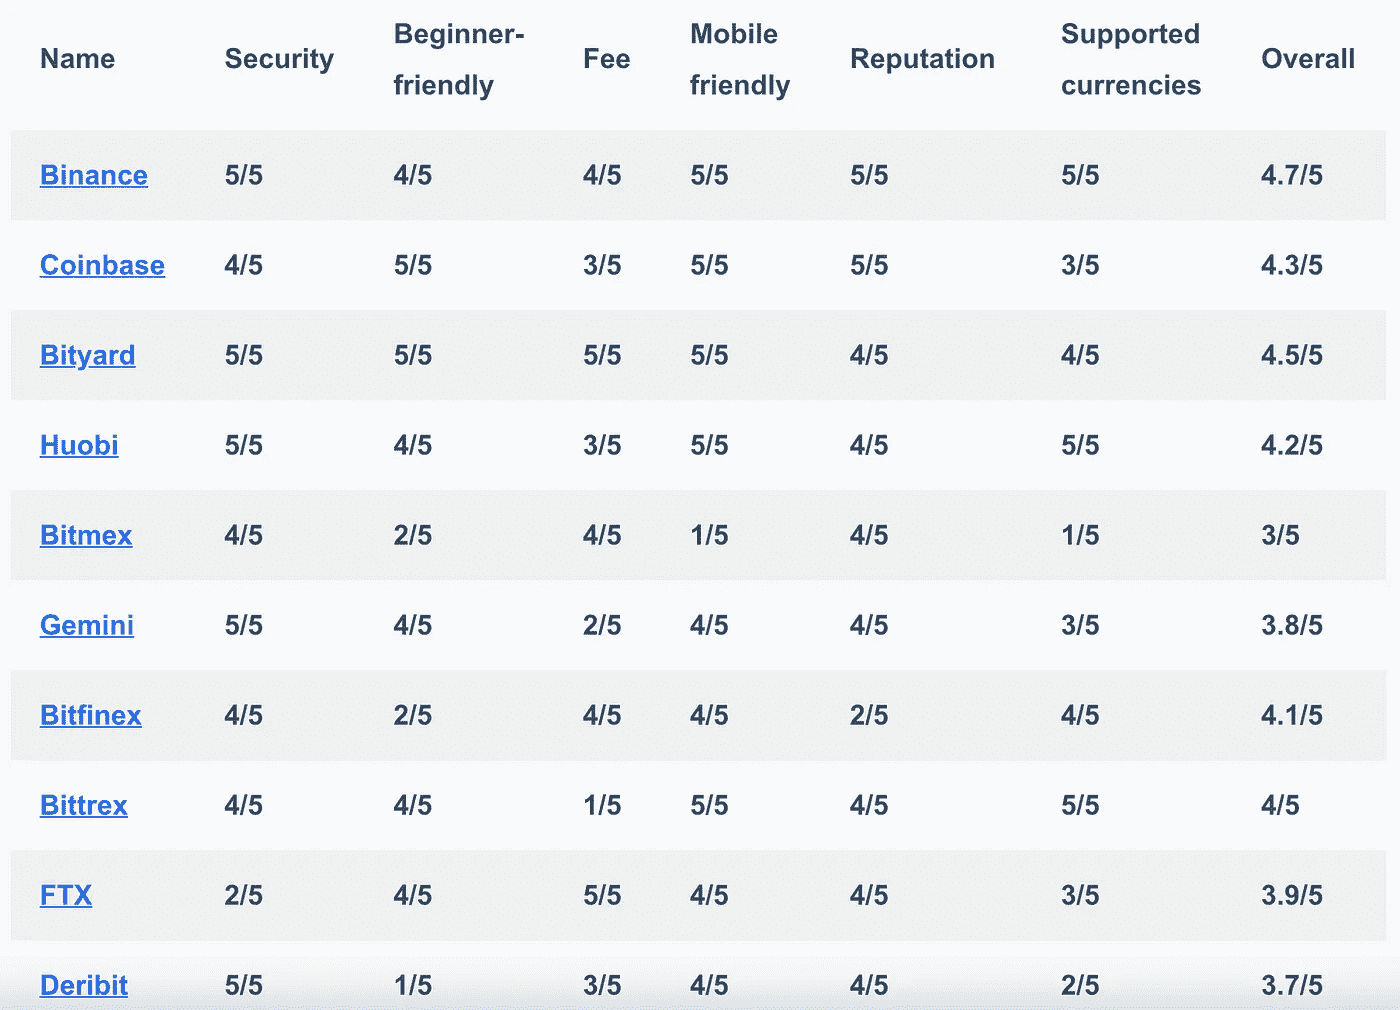 Name Security Beginner-friendly Fee Mobile friendly Reputation Supported currencies Overall
Binance 5/5 4/5 4/5 5/5 5/5 5/5 4.7/5
Coinbase 4/5 5/5 3/5 5/5 5/5 3/5 4.3/5
Bityard 5/5 5/5 5/5 5/5 4/5 4/5 4.5/5
Huobi 5/5 4/5 3/5 5/5 4/5 5/5 4.2/5
Bitmex 4/5 2/5 4/5 1/5 4/5 1/5 3/5
Gemini 5/5 4/5 2/5 4/5 4/5 3/5 3.8/5
Bitfinex 4/5 2/5 4/5 4/5 2/5 4/5 4.1/5
Bittrex 4/5 4/5 1/5 5/5 4/5 5/5 4/5
FTX 2/5 4/5 5/5 4/5 4/5 3/5 3.9/5
Deribit 5/5 1/5 3/5 4/5 4/5 2/5 3.7/5